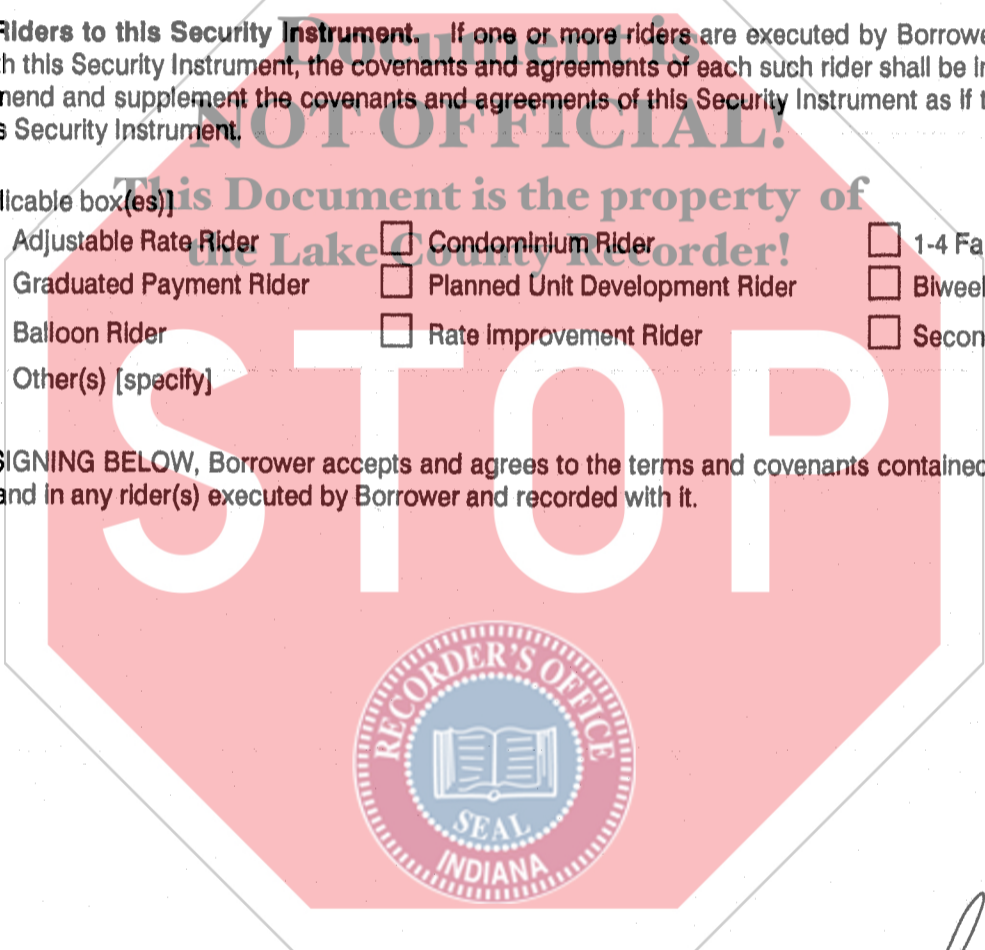 Document is
Riders to this Security Instrument. If one or more riders are executed by Borrowe
h this Security Instrument, the covenants and agreements of each such rider shall be in
nend and supplement the covenants and agreements of this Security Instrument as if t
NOT OFFICIAL!
s Security Instrument.
This Document is the property of
licable box(es)]
the Lake County Recorder!
Adjustable Rate Rider ☐ Condominium Rider ☐ 1-4 Fa
Graduated Payment Rider ☐ Planned Unit Development Rider ☐ Biweek
Balloon Rider ☐ Rate Improvement Rider ☐ Secon
Other(s) [specify]
STOP
SIGNING BELOW, Borrower accepts and agrees to the terms and covenants contained
and in any rider(s) executed by Borrower and recorded with it.
RECORDER'S OFFICE
SEAL
INDIANA